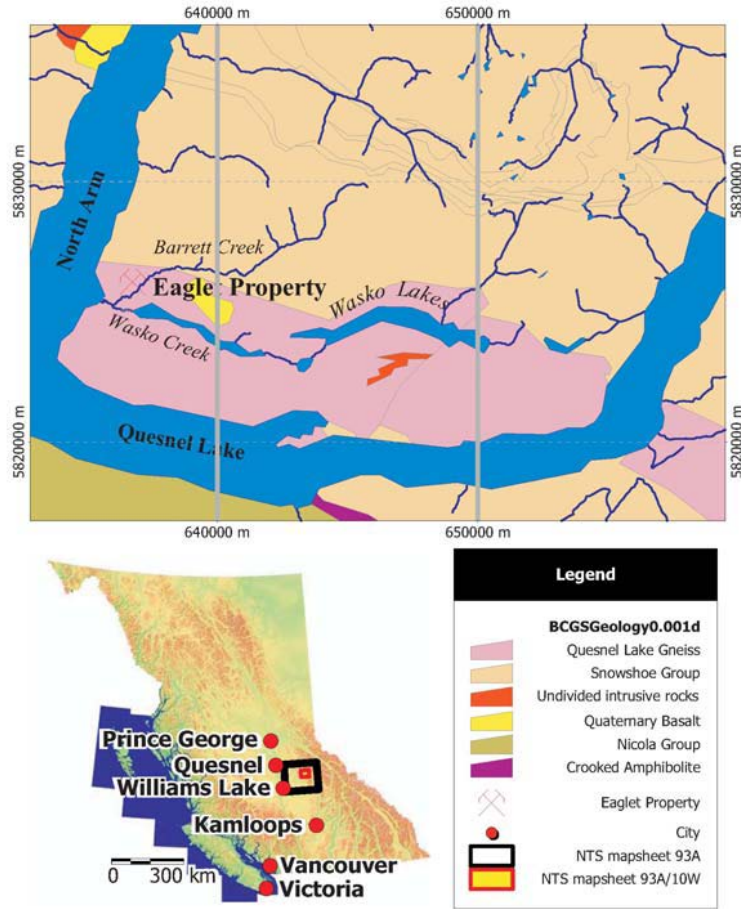 640000 m
650000 m
5830000 m
5830000 m
North Arm
Barrett Creek
Eaglet Property
Wasko Lakes
Wasko Creek
Quesnel Lake
5820000 m
5820000 m
640000 m
650000 m
Prince George
Quesnel
Williams Lake
Kamloops
Vancouver
Victoria
0 300 km
Legend
BCGSGeology0.001d
Quesnel Lake Gneiss
Snowshoe Group
Undivided intrusive rocks
Quaternary Basalt
Nicola Group
Crooked Amphibolite
Eaglet Property
City
NTS mapsheet 93A
NTS mapsheet 93A/10W